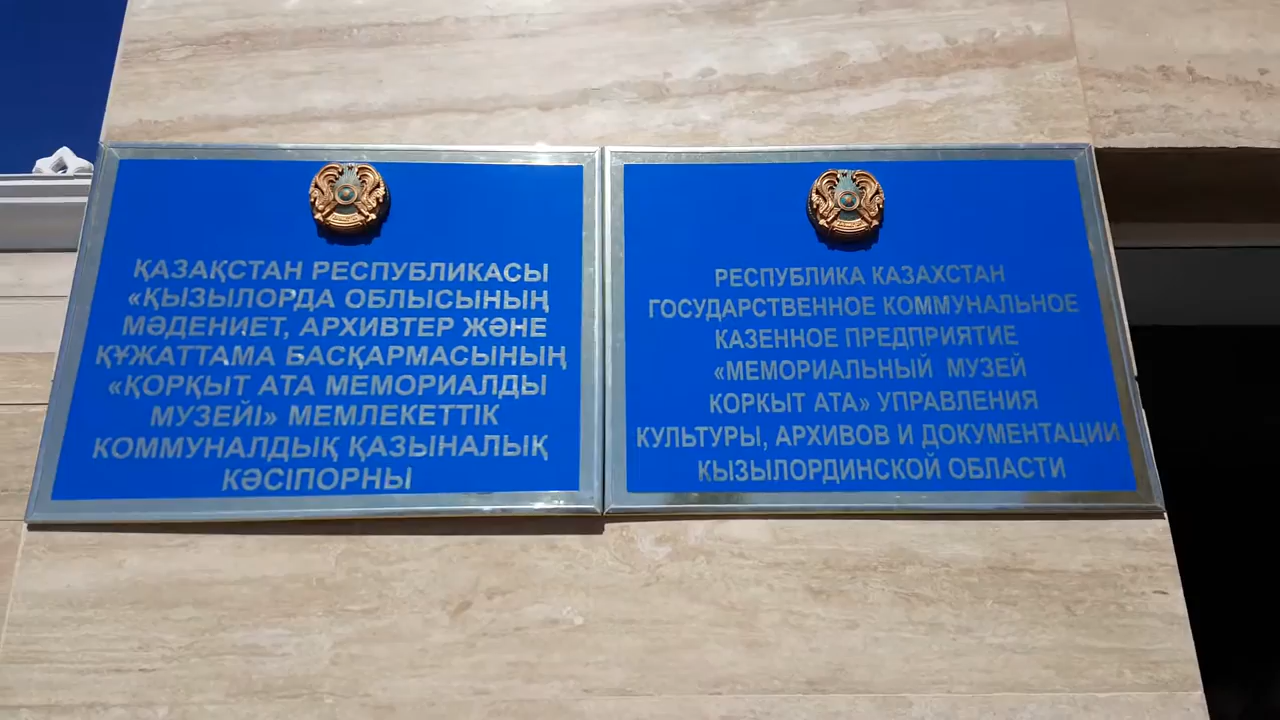 ҚАЗАҚСТАН РЕСПУБЛИКАСЫ
«ҚЫЗЫЛОРДА ОБЛЫСЫНЫҢ
МӘДЕНИЕТ, АРХИВТЕР ЖӘНЕ
ҚҰЖАТТАМА БАСҚАРМАСЫНЫҢ
«ҚОРҚЫТ АТА МЕМОРИАЛДЫ
МУЗЕЙІ» МЕМЛЕКЕТТІК
КОММУНАЛДЫҚ ҚАЗЫНАЛЫҚ
КӘСІПОРНЫ
РЕСПУБЛИКА КАЗАХСТАН
ГОСУДАРСТВЕННОЕ КОММУНАЛЬНОЕ
КАЗЕННОЕ ПРЕДПРИЯТИЕ
«МЕМОРИАЛЬНЫЙ МУЗЕЙ
КОРКЫТ АТА» УПРАВЛЕНИЯ
КУЛЬТУРЫ, АРХИВОВ И ДОКУМЕНТАЦИИ
КЫЗЫЛОРДИНСКОЙ ОБЛАСТИ